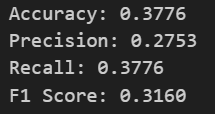 Accuracy: 0.3776
Precision: 0.2753
Recall: 0.3776
F1 Score: 0.3160